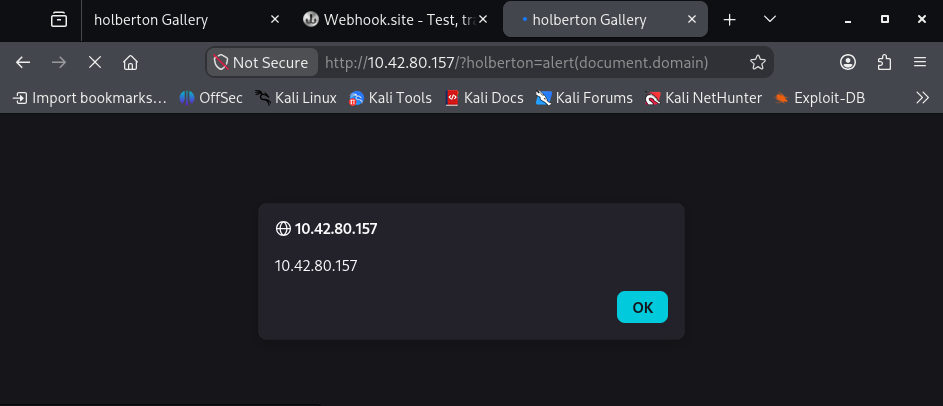 holberton Gallery
Webhook.site - Test, tra
holberton Gallery
Not Secure http://10.42.80.157/?holberton=alert(document.domain)
Import bookmarks... OffSec Kali Linux Kali Tools Kali Docs Kali Forums Kali NetHunter Exploit-DB
10.42.80.157
10.42.80.157
OK